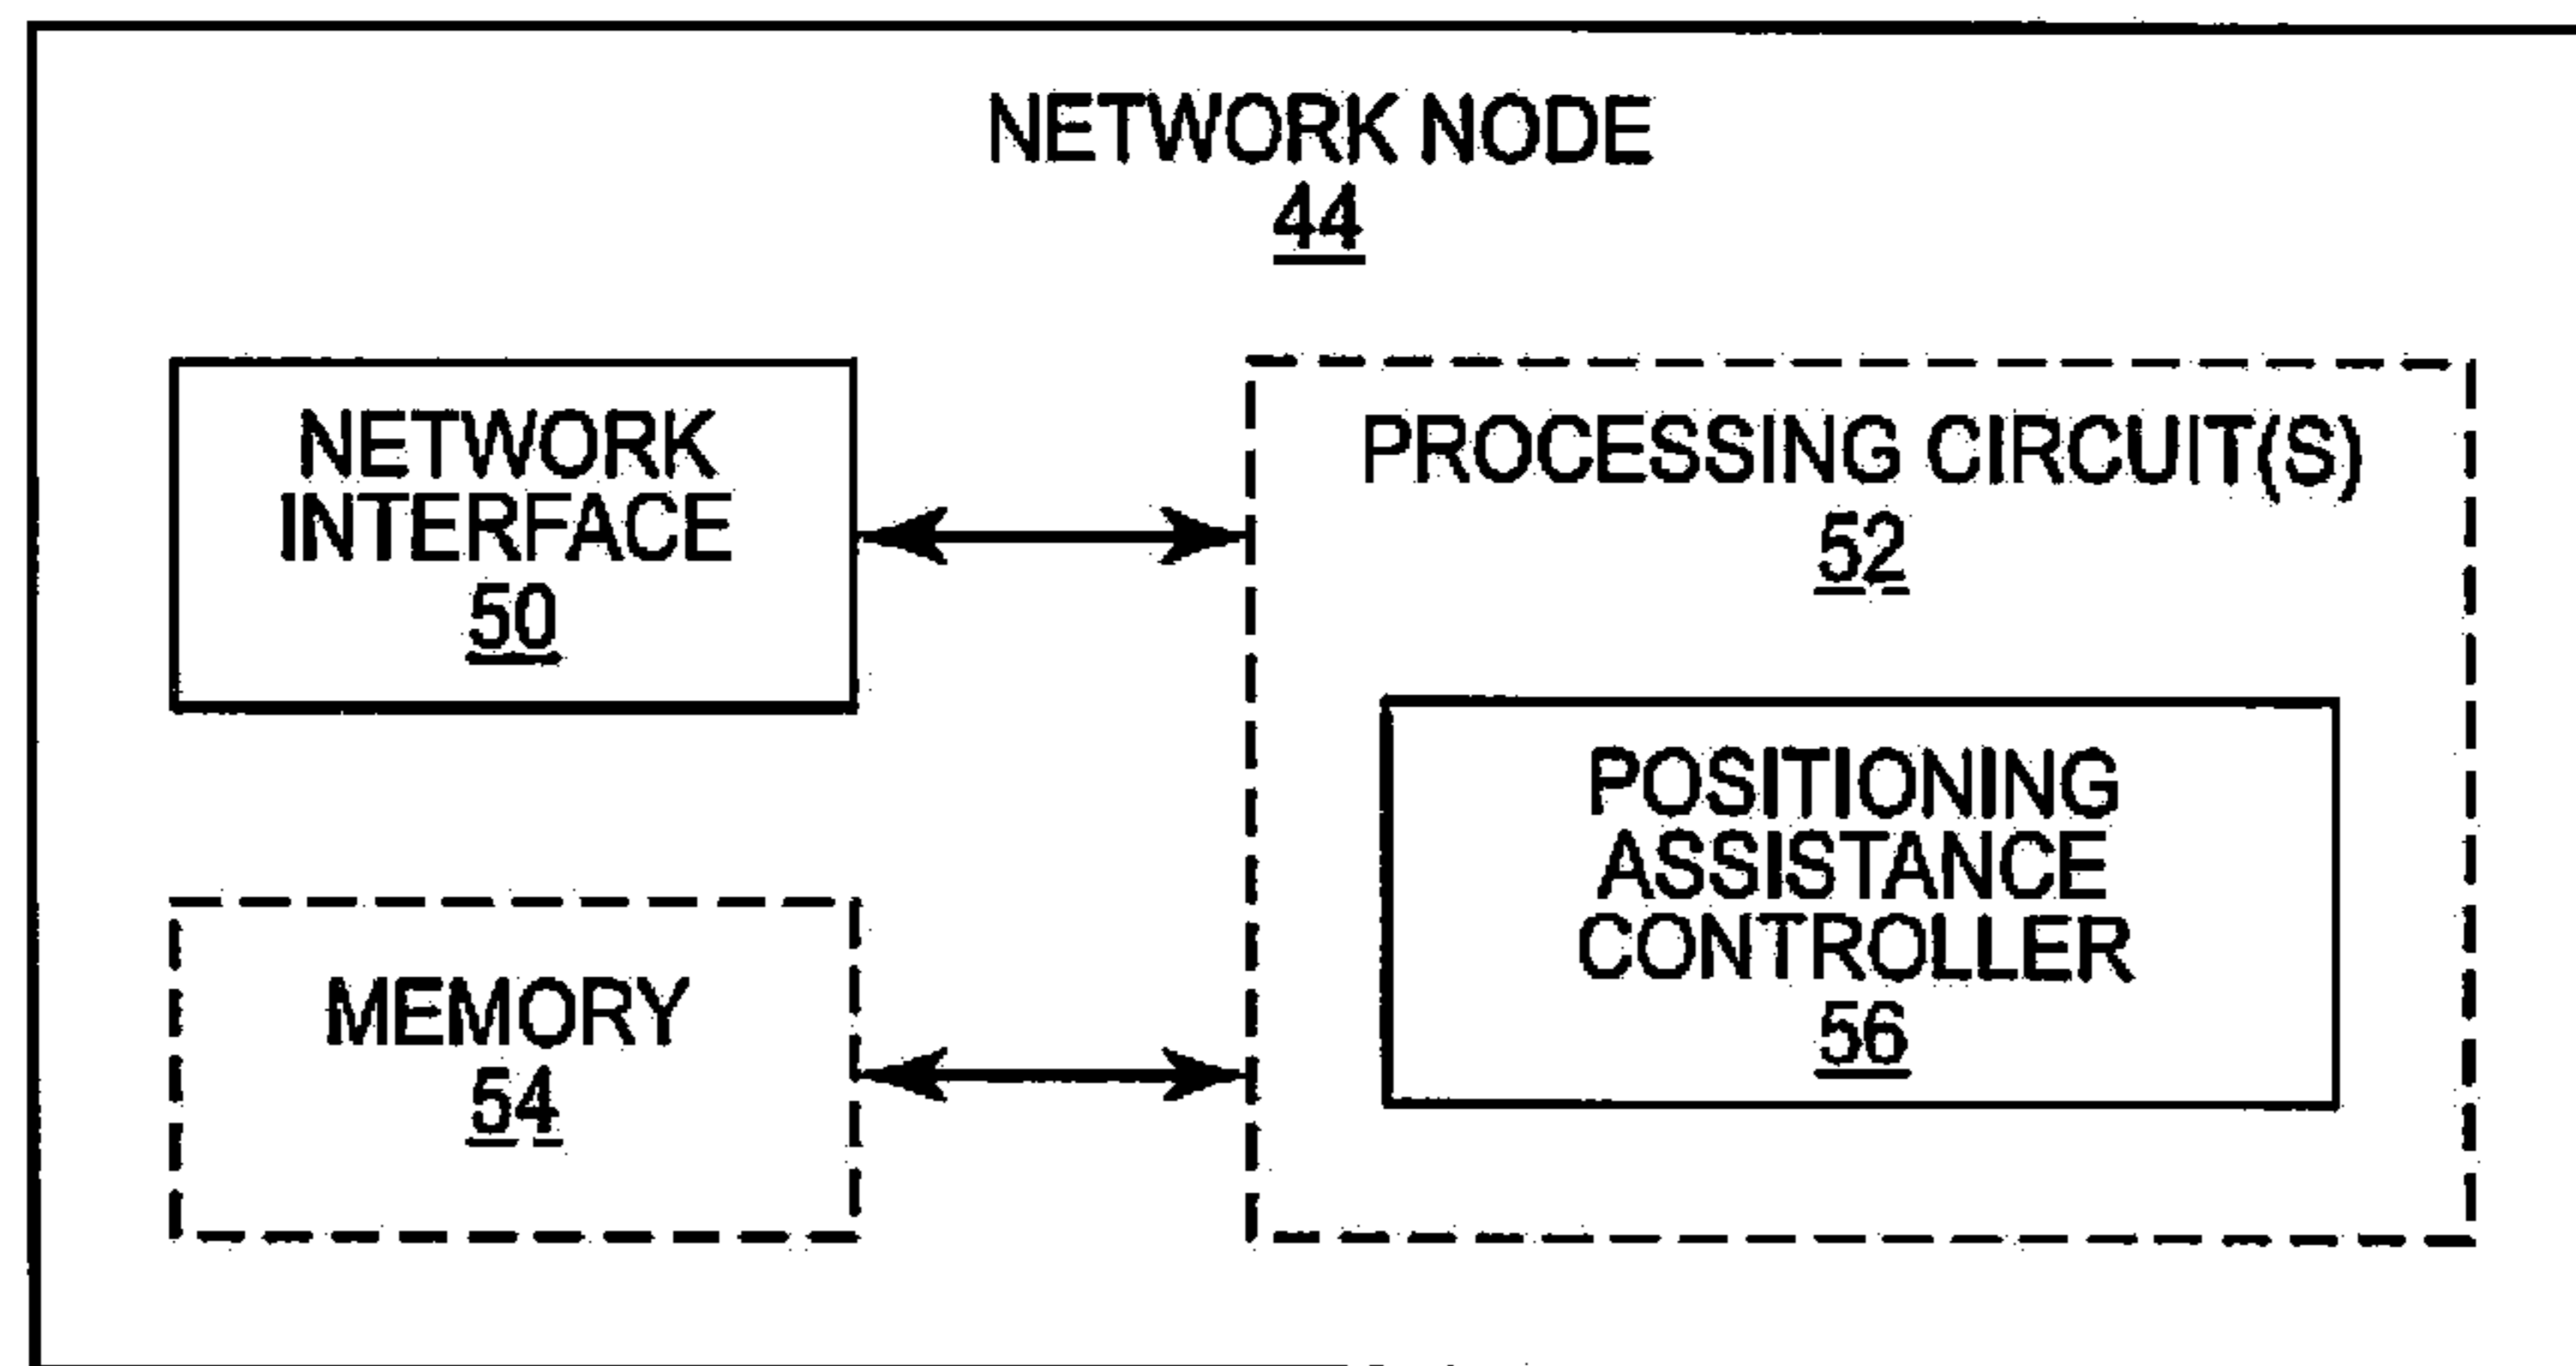 NETWORK NODE
44
NETWORK
INTERFACE
50
PROCESSING CIRCUIT(S)
52
POSITIONING
ASSISTANCE
CONTROLLER
56
MEMORY
54